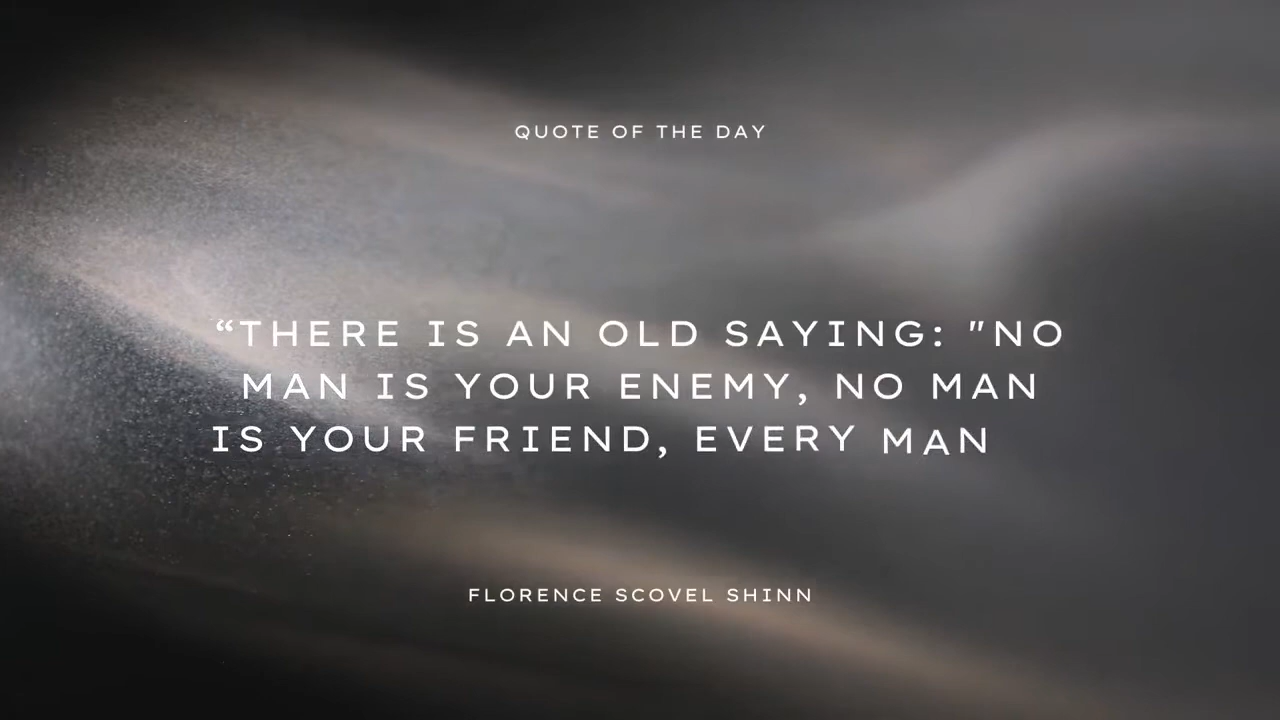 QUOTE OF THE DAY
“THERE IS AN OLD SAYING: "NO
MAN IS YOUR ENEMY, NO MAN
IS YOUR FRIEND, EVERY MAN
FLORENCE SCOVEL SHINN